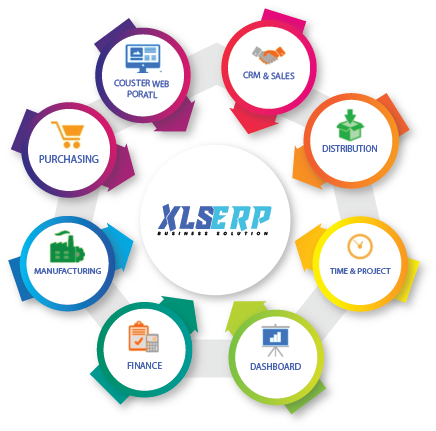 COUSTER WEB
PORATL
CRM & SALES
DISTRIBUTION
TIME & PROJECT
DASHBOARD
FINANCE
MANUFACTURING
PURCHASING
XLSERP
BUSINESS SOLUTION